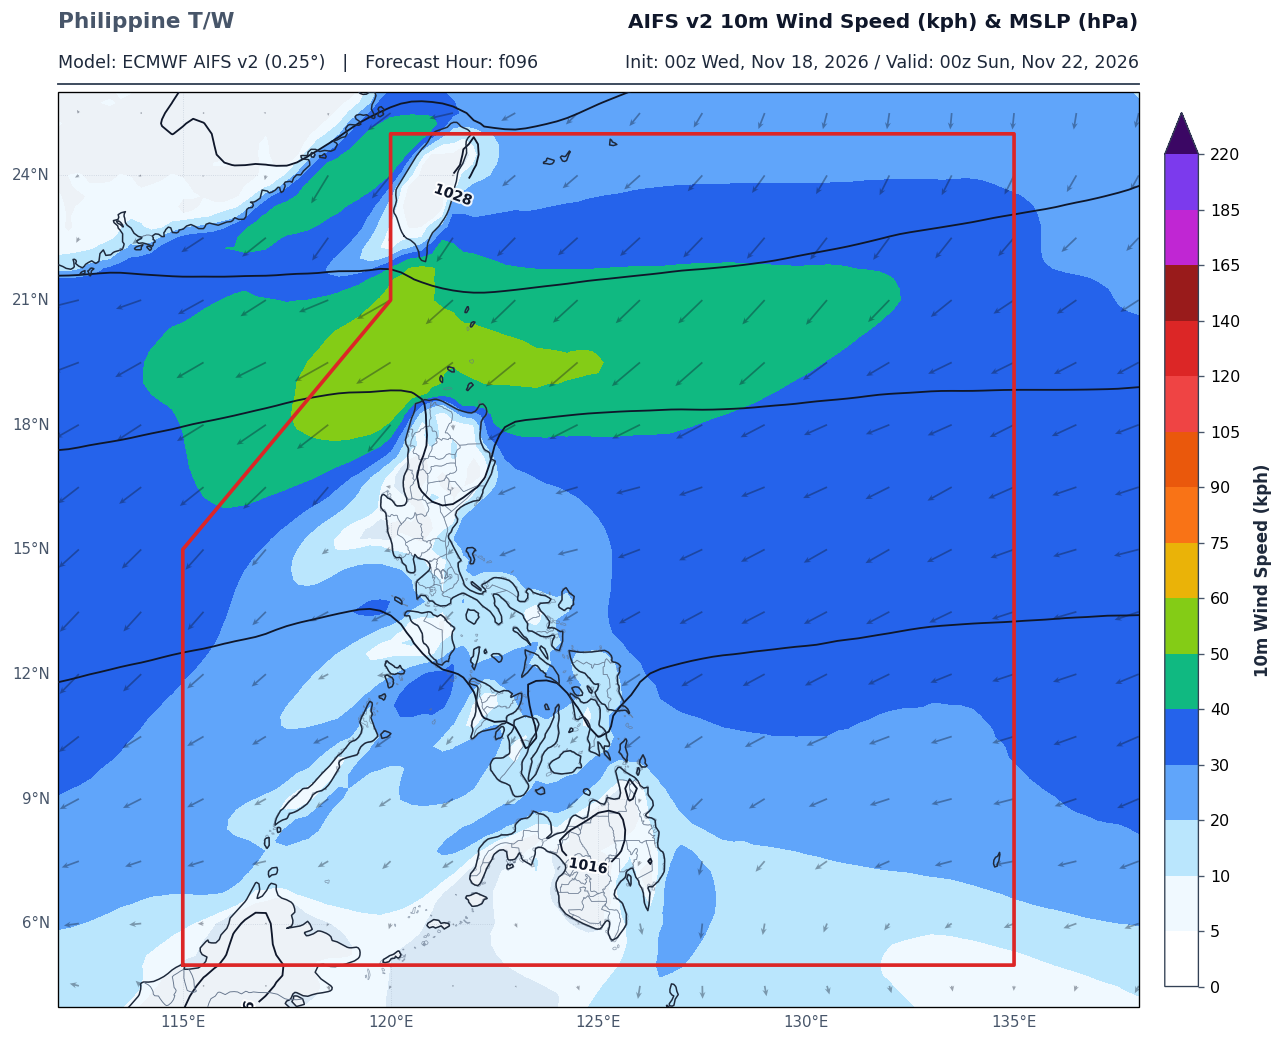 Philippine T/W
AIFS v2 10m Wind Speed (kph) & MSLP (hPa)
Model: ECMWF AIFS v2 (0.25°) | Forecast Hour: f096
Init: 00z Wed, Nov 18, 2026 / Valid: 00z Sun, Nov 22, 2026
24°N
21°N
18°N
15°N
12°N
9°N
6°N
115°E
120°E
125°E
130°E
135°E
1028
1016
220
185
165
140
120
105
90
75
60
50
40
30
20
10
5
0
10m Wind Speed (kph)